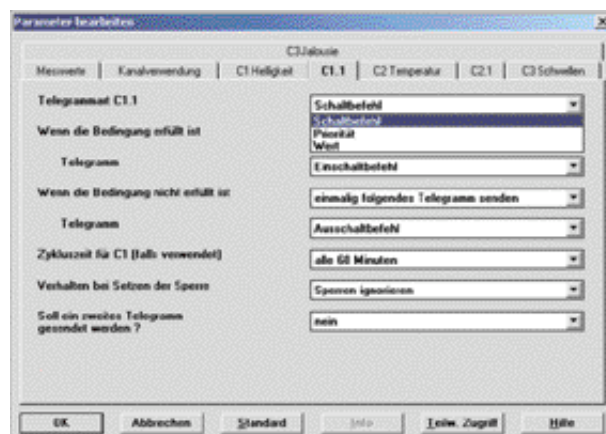 Parameter bearbeiten
C3Jalousie
Messwerte Kanalverwendung C1 Helligkeit C1.1 C2 Temperatur C2.1 C3 Schwellen
Telegrammart C1.1 Schaltbefehl
Schaltbefehl
Priorität
Wert
Wenn die Bedingung erfüllt ist
Telegramm Einschaltbefehl
Wenn die Bedingung nicht erfüllt ist einmalig folgendes Telegramm senden
Telegramm Ausschaltbefehl
Zykluszeit für C1 (falls verwendet) alle 60 Minuten
Verhalten bei Setzen der Sperre Sperren ignorieren
Soll ein zweites Telegramm
gesendet werden ? nein
OK Abbrechen Standard Info Teilw. Zugriff Hilfe